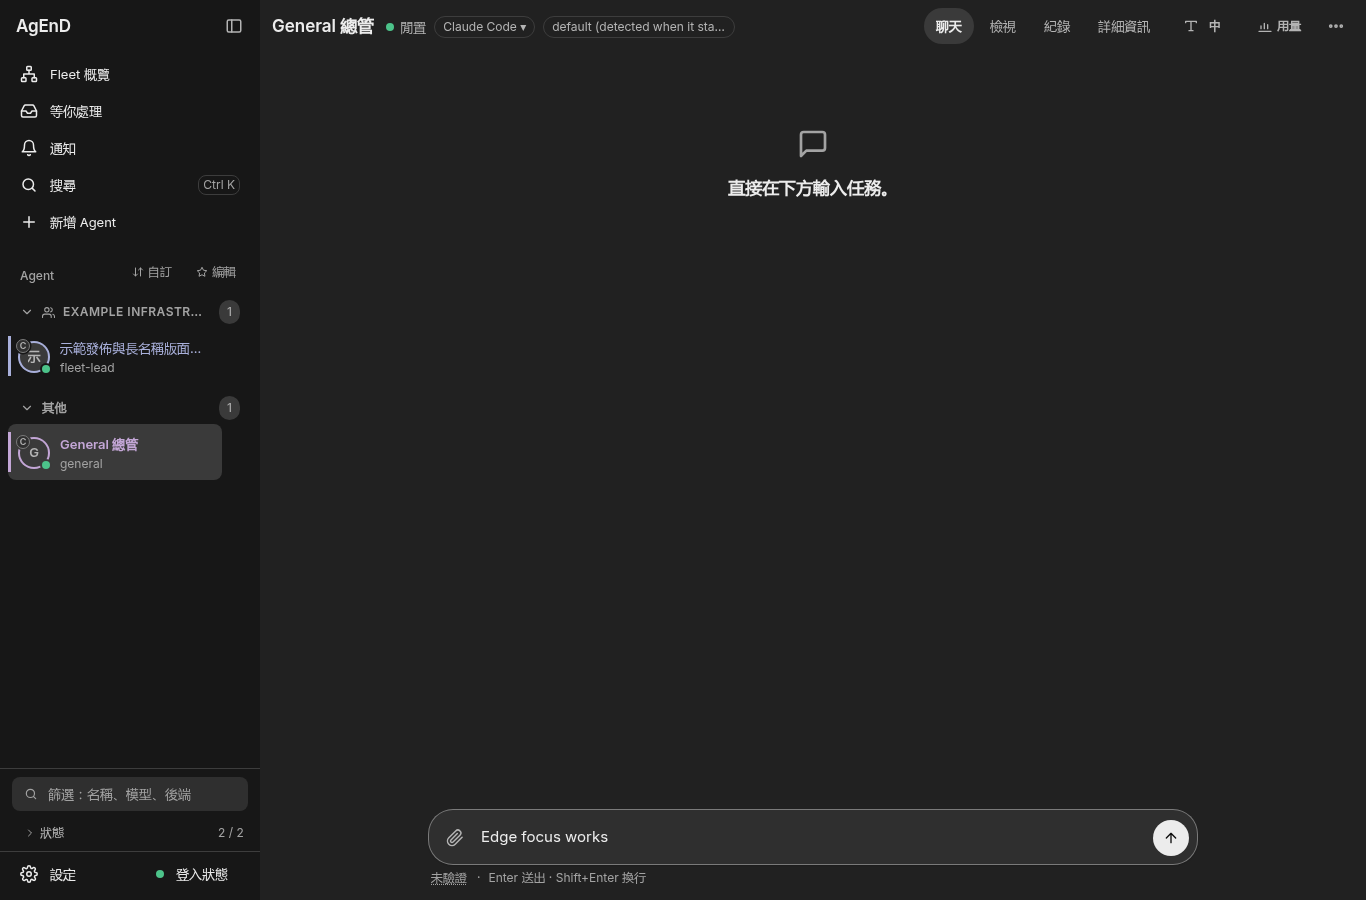 AgEnD
Fleet 概覽
等你處理
通知
搜尋 Ctrl K
新增 Agent
Agent 自訂 編輯
EXAMPLE INFRASTR... 1
C 示 示範發佈與長名稱版面...
fleet-lead
其他 1
C G General 總管
general
篩選：名稱、模型、後端
狀態 2 / 2
設定 登入狀態
General 總管 閒置 Claude Code ▾ default (detected when it sta... 聊天 檢視 紀錄 詳細資訊 T 中 用量 •••
直接在下方輸入任務。
Edge focus works
未驗證 · Enter 送出 · Shift+Enter 換行